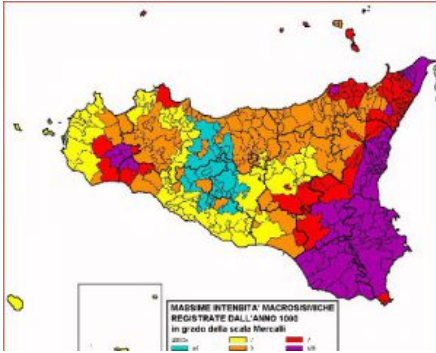 MASSIME INTENSITA' MACROSISMICHE
REGISTRATE DALL'ANNO 1000
in grado della scala Mercalli